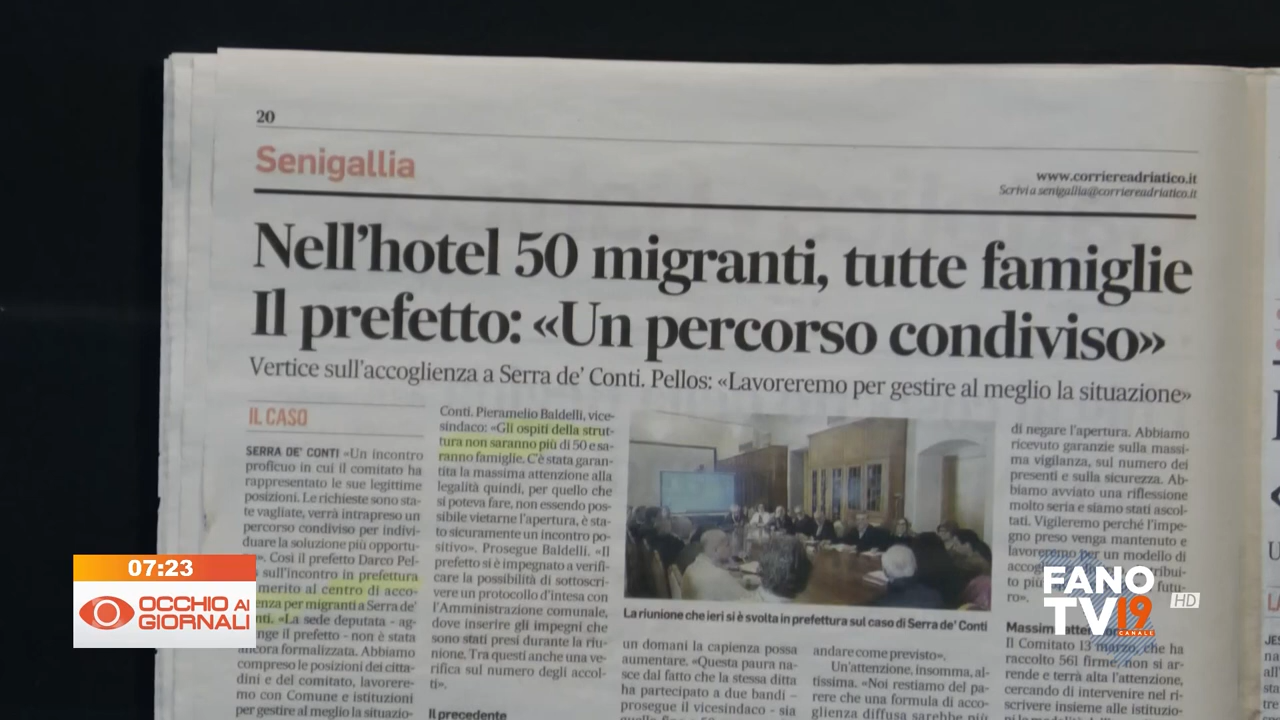 20
Senigallia
www.corriereadriatico.it
Scrivi a senigallia@corriereadriatico.it
Nell'hotel 50 migranti, tutte famiglie
Il prefetto: «Un percorso condiviso»
Vertice sull'accoglienza a Serra de' Conti. Pellos: «Lavoreremo per gestire al meglio la situazione»
IL CASO
SERRA DE' CONTI «Un incontro
proficuo in cui il comitato ha
rappresentato le sue legittime
posizioni. Le richieste sono sta-
te vagliate, verrà intrapreso un
percorso condiviso per indivi-
duare la soluzione più opportu-
». Così il prefetto Darco Pel-
sull'incontro in prefettura
merito al centro di acco-
enza per migranti a Serra de'
nti. «La sede deputata - ag-
nge il prefetto - non è stata
ancora formalizzata. Abbiamo
compreso le posizioni dei citta-
dini e del comitato, lavorere-
mo con Comune e istituzioni
per gestire al meglio la situazio-
Conti. Pieramelio Baldelli, vice-
sindaco: «Gli ospiti della strut-
tura non saranno più di 50 e sa-
ranno famiglie. C'è stata garan-
tita la massima attenzione alla
legalità quindi, per quello che
si poteva fare, non essendo pos-
sibile vietarne l'apertura, è sta-
to sicuramente un incontro po-
sitivo». Prosegue Baldelli. «Il
prefetto si è impegnato a verifi-
care la possibilità di sottoscri-
vere un protocollo d'intesa con
l'Amministrazione comunale,
dove inserire gli impegni che
sono stati presi durante la riu-
nione. Tra questi anche una ve-
rifica sul numero degli accol-
ti».
Il precedente
La riunione che ieri si è svolta in prefettura sul caso di Serra de' Conti
un domani la capienza possa
aumentare. «Questa paura na-
sce dal fatto che la stessa ditta
ha partecipato a due bandi –
prosegue il vicesindaco - sia
andare come previsto».
Un'attenzione, insomma, al-
tissima. «Noi restiamo del pa-
rere che una formula di acco-
glienza diffusa sarebbe più
di negare l'apertura. Abbiamo
ricevuto garanzie sulla massi-
ma vigilanza, sul numero dei
presenti e sulla sicurezza. Ab-
biamo avviato una riflessione
molto seria e siamo stati ascol-
tati. Vigileremo perché l'impe-
gno preso venga mantenuto e
lavoreremo per un modello di
to più
futu-
ro».
Il Comitato 13 marzo, che ha
raccolto 561 firme, non si ar-
rende e terrà alta l'attenzione,
cercando di intervenire nel ri-
scrivere insieme alle istituzio-
07:23
OCCHIO AI
GIORNALI
FANO
TV 19
CANALE
HD